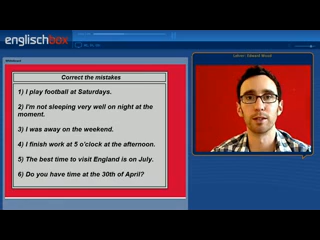 englischbox
Whiteboard
Correct the mistakes
1) I play football at Saturdays.
2) I'm not sleeping very well on night at the
moment.
3) I was away on the weekend.
4) I finish work at 5 o'clock at the afternoon.
5) The best time to visit England is on July.
6) Do you have time at the 30th of April?